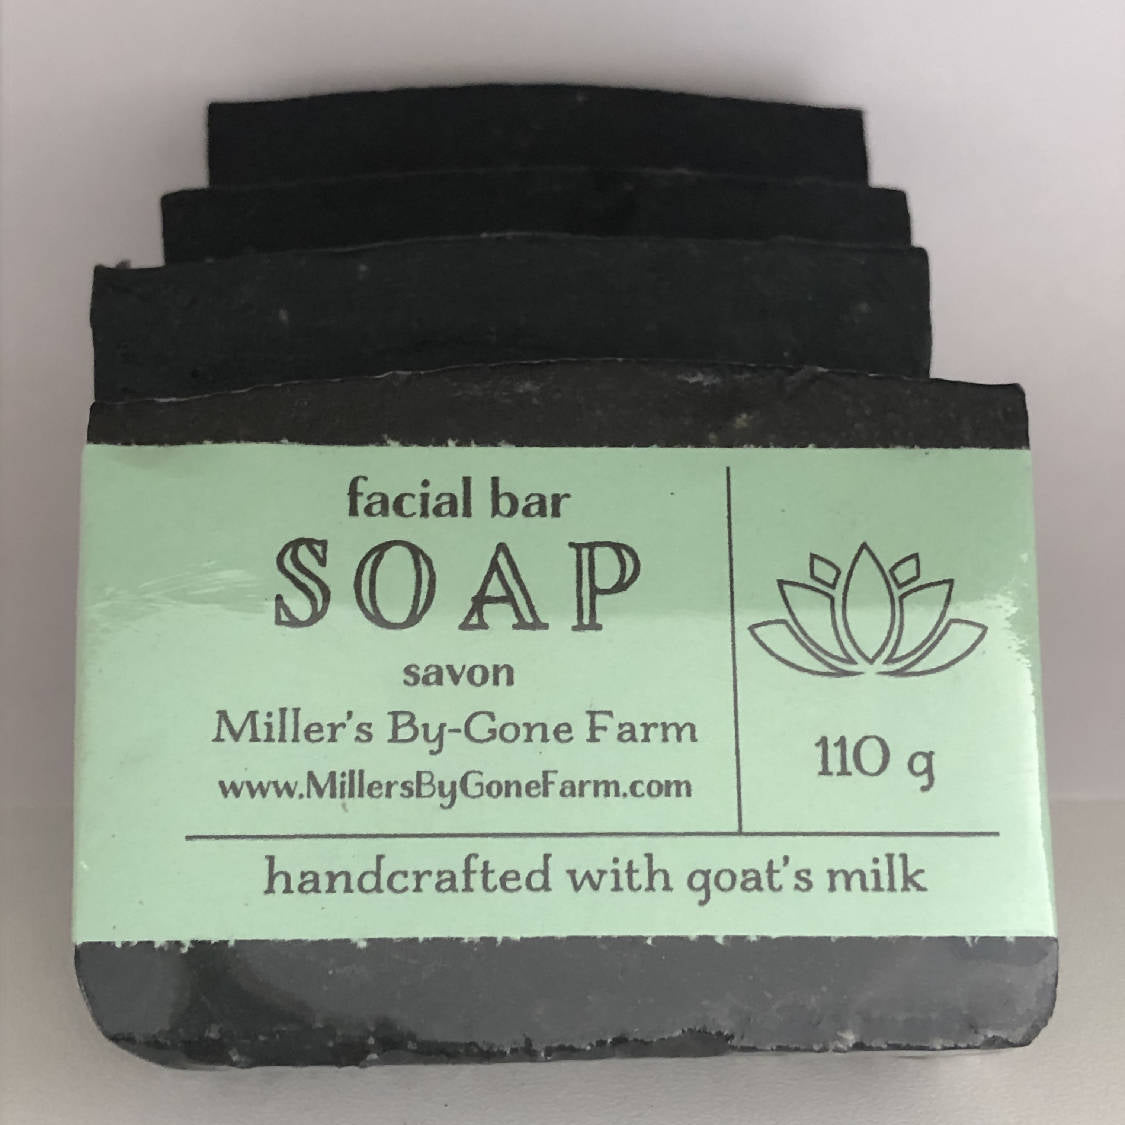 facial bar
SOAP
savon
Miller's By-Gone Farm
www.MillersByGoneFarm.com
110 g
handcrafted with goat's milk